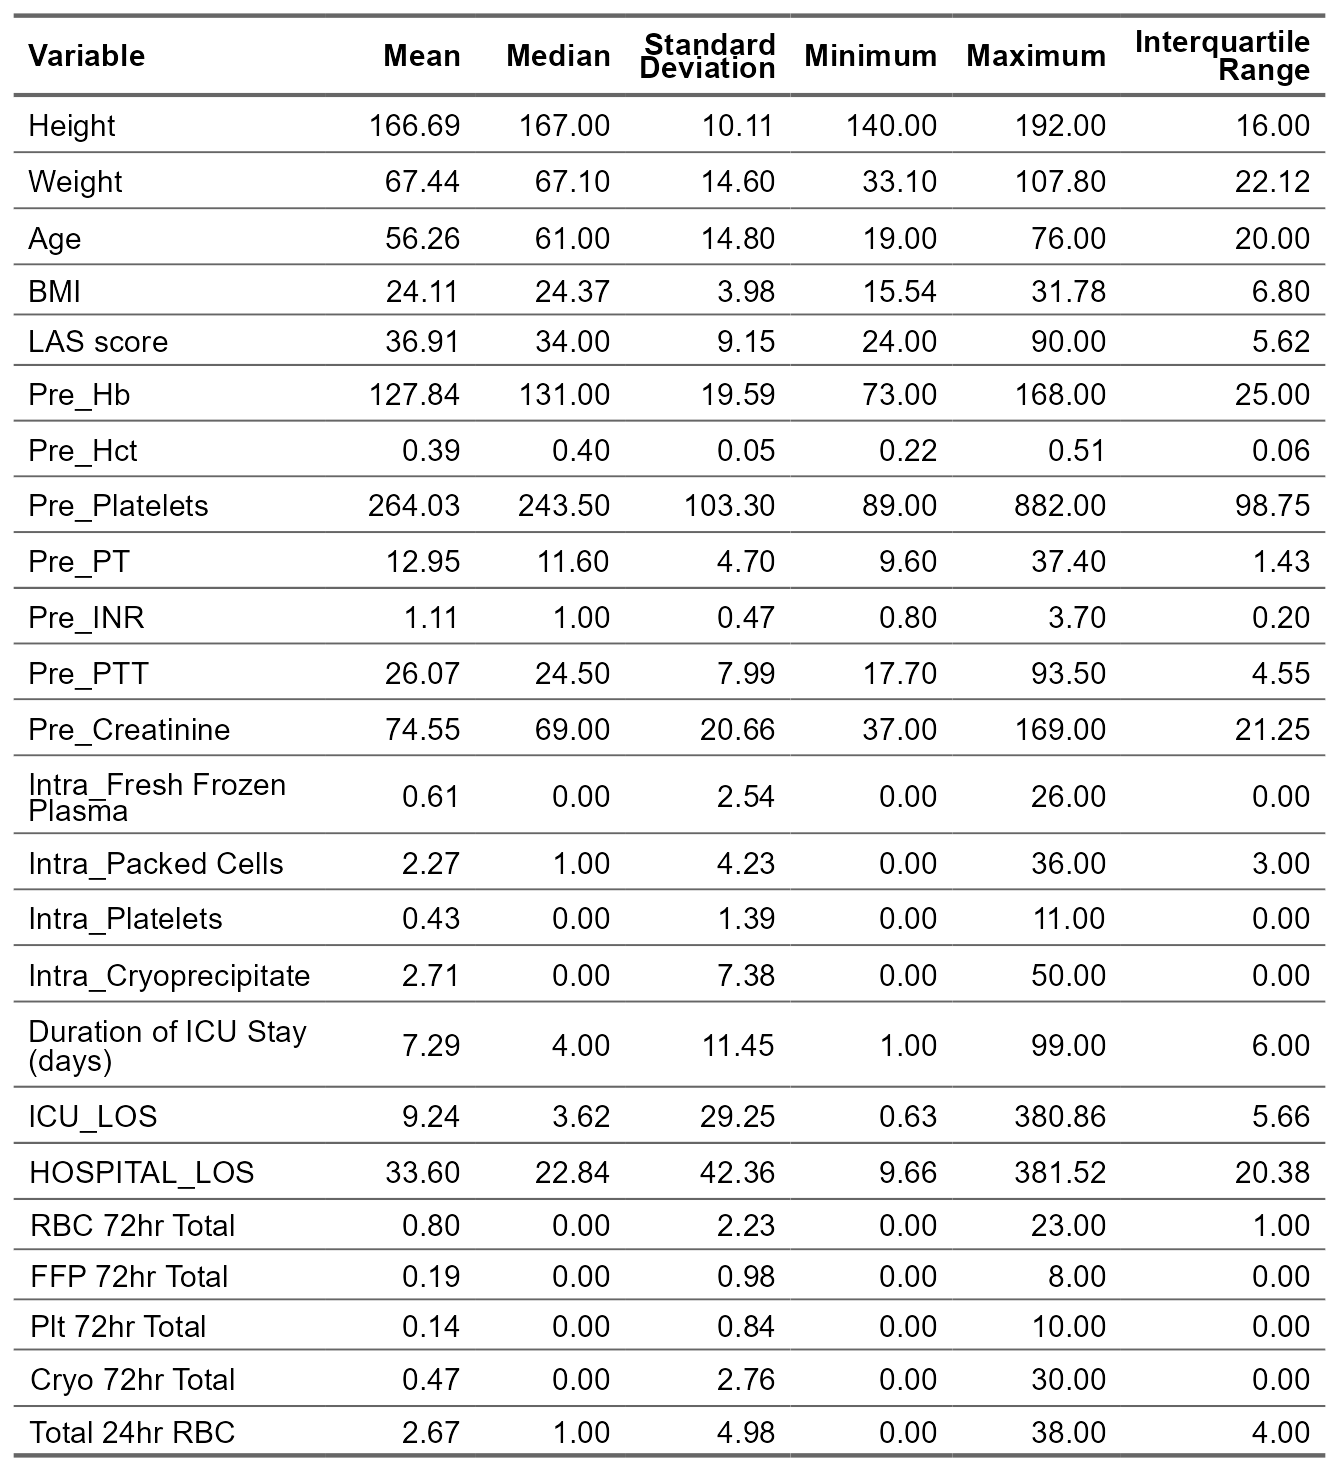 Variable Mean Median Standard Deviation Minimum Maximum Interquartile Range
Height 166.69 167.00 10.11 140.00 192.00 16.00
Weight 67.44 67.10 14.60 33.10 107.80 22.12
Age 56.26 61.00 14.80 19.00 76.00 20.00
BMI 24.11 24.37 3.98 15.54 31.78 6.80
LAS score 36.91 34.00 9.15 24.00 90.00 5.62
Pre_Hb 127.84 131.00 19.59 73.00 168.00 25.00
Pre_Hct 0.39 0.40 0.05 0.22 0.51 0.06
Pre_Platelets 264.03 243.50 103.30 89.00 882.00 98.75
Pre_PT 12.95 11.60 4.70 9.60 37.40 1.43
Pre_INR 1.11 1.00 0.47 0.80 3.70 0.20
Pre_PTT 26.07 24.50 7.99 17.70 93.50 4.55
Pre_Creatinine 74.55 69.00 20.66 37.00 169.00 21.25
Intra_Fresh Frozen Plasma 0.61 0.00 2.54 0.00 26.00 0.00
Intra_Packed Cells 2.27 1.00 4.23 0.00 36.00 3.00
Intra_Platelets 0.43 0.00 1.39 0.00 11.00 0.00
Intra_Cryoprecipitate 2.71 0.00 7.38 0.00 50.00 0.00
Duration of ICU Stay (days) 7.29 4.00 11.45 1.00 99.00 6.00
ICU_LOS 9.24 3.62 29.25 0.63 380.86 5.66
HOSPITAL_LOS 33.60 22.84 42.36 9.66 381.52 20.38
RBC 72hr Total 0.80 0.00 2.23 0.00 23.00 1.00
FFP 72hr Total 0.19 0.00 0.98 0.00 8.00 0.00
Plt 72hr Total 0.14 0.00 0.84 0.00 10.00 0.00
Cryo 72hr Total 0.47 0.00 2.76 0.00 30.00 0.00
Total 24hr RBC 2.67 1.00 4.98 0.00 38.00 4.00